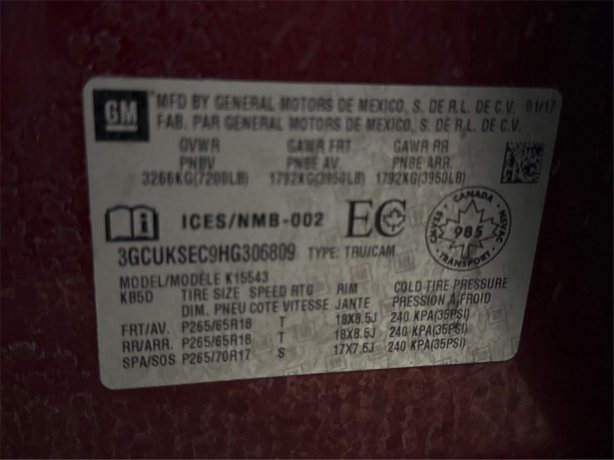 GM
MFD BY GENERAL MOTORS DE MEXICO, S. DE R.L. DE C.V. 01/17
FAB. PAR GENERAL MOTORS DE MEXICO, S. DE R.L. DE C.V.
GVWR GAWR FRT GAWR RR
PNBV PNBE AV PNBE ARR
3266KG(7200LB) 1792KG(3950LB) 1792KG(3950LB)
ICES/NMB-002 EC
CANADA
985
TRANSPORT
3GCUKSEC9HG306809 TYPE: TRU/CAM
MODEL/MODÈLE K15543
KB5D TIRE SIZE SPEED RTG RIM COLD TIRE PRESSURE
DIM. PNEU COTE VITESSE JANTE PRESSION À FROID
FRT/AV. P265/65R18 T 18X8.5J 240 KPA(35PSI)
RR/ARR. P265/65R18 T 18X8.5J 240 KPA(35PSI)
SPA/SOS P265/70R17 S 17X7.5J 240 KPA(35PSI)